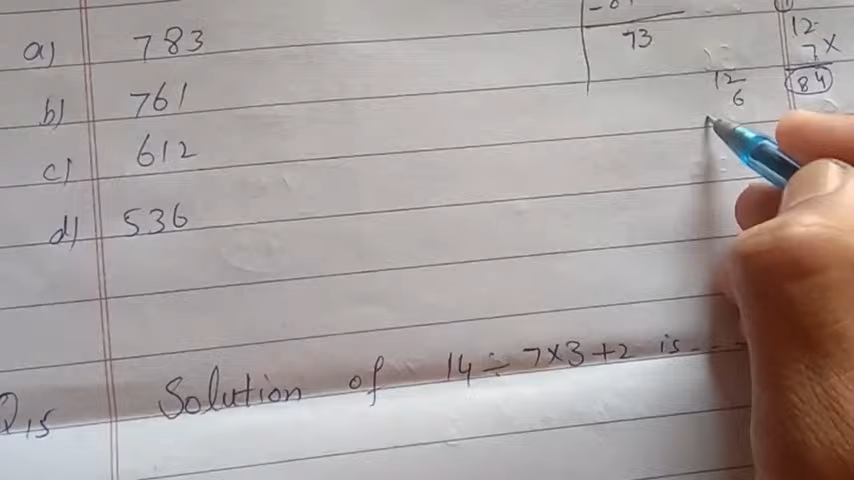 a) 783
b) 761
c) 612
d) 536
73
12
7x
84
12
6
Q15 Solution of 14 ÷ 7x3 +2 is ---